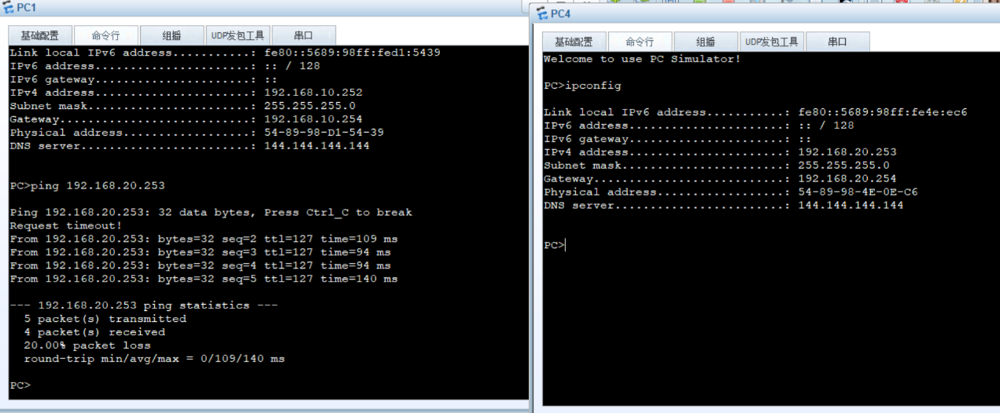 PC1
基础配置 命令行 组播 UDP发包工具 串口
Link local IPv6 address...........: fe80::5689:98ff:fed1:5439
IPv6 address......................: :: / 128
IPv6 gateway......................: ::
IPv4 address......................: 192.168.10.252
Subnet mask.......................: 255.255.255.0
Gateway...........................: 192.168.10.254
Physical address..................: 54-89-98-D1-54-39
DNS server........................: 144.144.144.144
PC>ping 192.168.20.253
Ping 192.168.20.253: 32 data bytes, Press Ctrl_C to break
Request timeout!
From 192.168.20.253: bytes=32 seq=2 ttl=127 time=109 ms
From 192.168.20.253: bytes=32 seq=3 ttl=127 time=94 ms
From 192.168.20.253: bytes=32 seq=4 ttl=127 time=94 ms
From 192.168.20.253: bytes=32 seq=5 ttl=127 time=140 ms
--- 192.168.20.253 ping statistics ---
5 packet(s) transmitted
4 packet(s) received
20.00% packet loss
round-trip min/avg/max = 0/109/140 ms
PC>
PC4
基础配置 命令行 组播 UDP发包工具 串口
Welcome to use PC Simulator!
PC>ipconfig
Link local IPv6 address...........: fe80::5689:98ff:fe4e:ec6
IPv6 address......................: :: / 128
IPv6 gateway......................: ::
IPv4 address......................: 192.168.20.253
Subnet mask.......................: 255.255.255.0
Gateway...........................: 192.168.20.254
Physical address..................: 54-89-98-4E-0E-C6
DNS server........................: 144.144.144.144
PC>